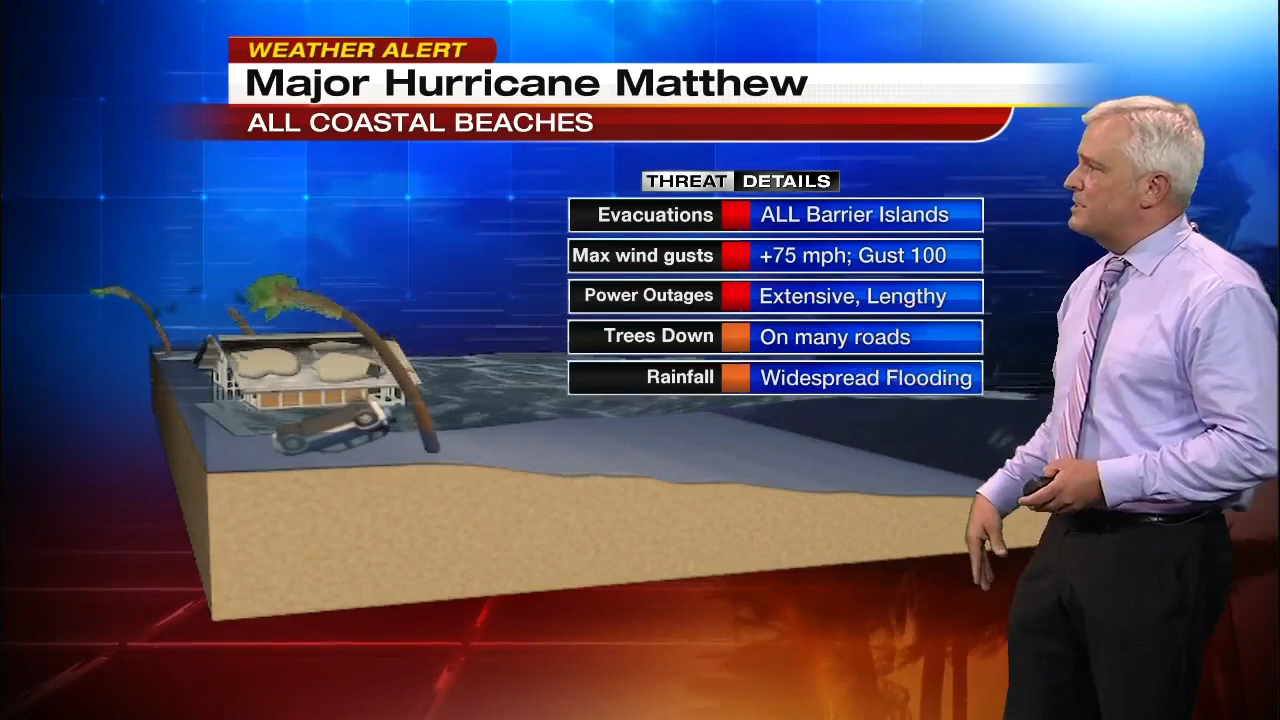 WEATHER ALERT
Major Hurricane Matthew
ALL COASTAL BEACHES
THREAT DETAILS
Evacuations ALL Barrier Islands
Max wind gusts +75 mph; Gust 100
Power Outages Extensive, Lengthy
Trees Down On many roads
Rainfall Widespread Flooding